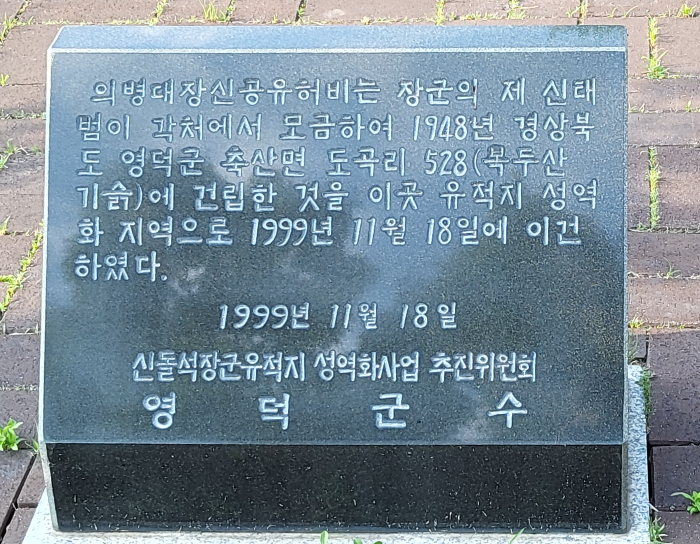 의병대장신공유허비는 장군의 제 신태
범이 각처에서 모금하여 1948년 경상북
도 영덕군 축산면 도곡리 528(목두산
기슭)에 건립한 것을 이곳 유적지 성역
화 지역으로 1999년 11월 18일에 이건
하였다.
1999년 11월 18일
신돌석장군유적지 성역화사업 추진위원회
영 덕 군 수